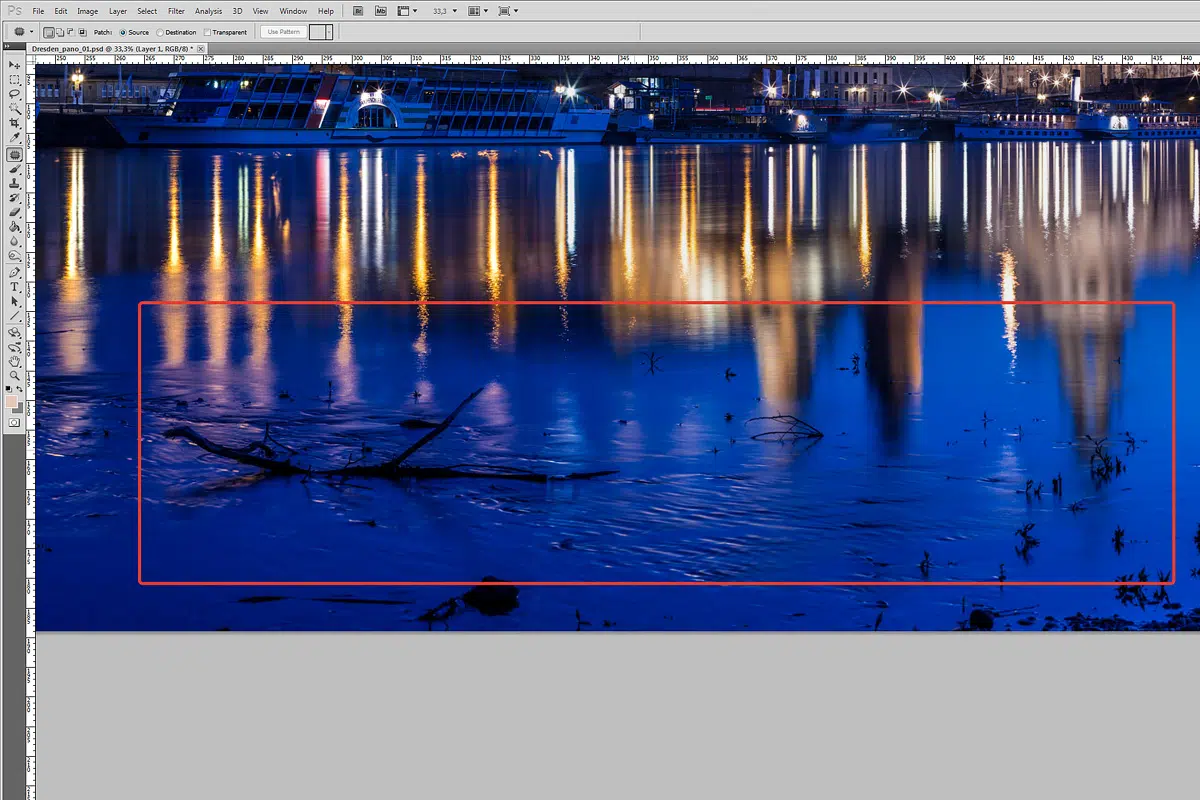 Ps File Edit Image Layer Select Filter Analysis 3D View Window Help Br Mb 33,3
Patch: Source Destination Transparent Use Pattern
Dresden_pano_01.psd @ 33,3% (Layer 1, RGB/8) *
250 255 260 265 270 275 280 285 290 295 300 305 310 315 320 325 330 335 340 345 350 355 360 365 370 375 380 385 390 395 400 405 410 415 420 425 430 435 440